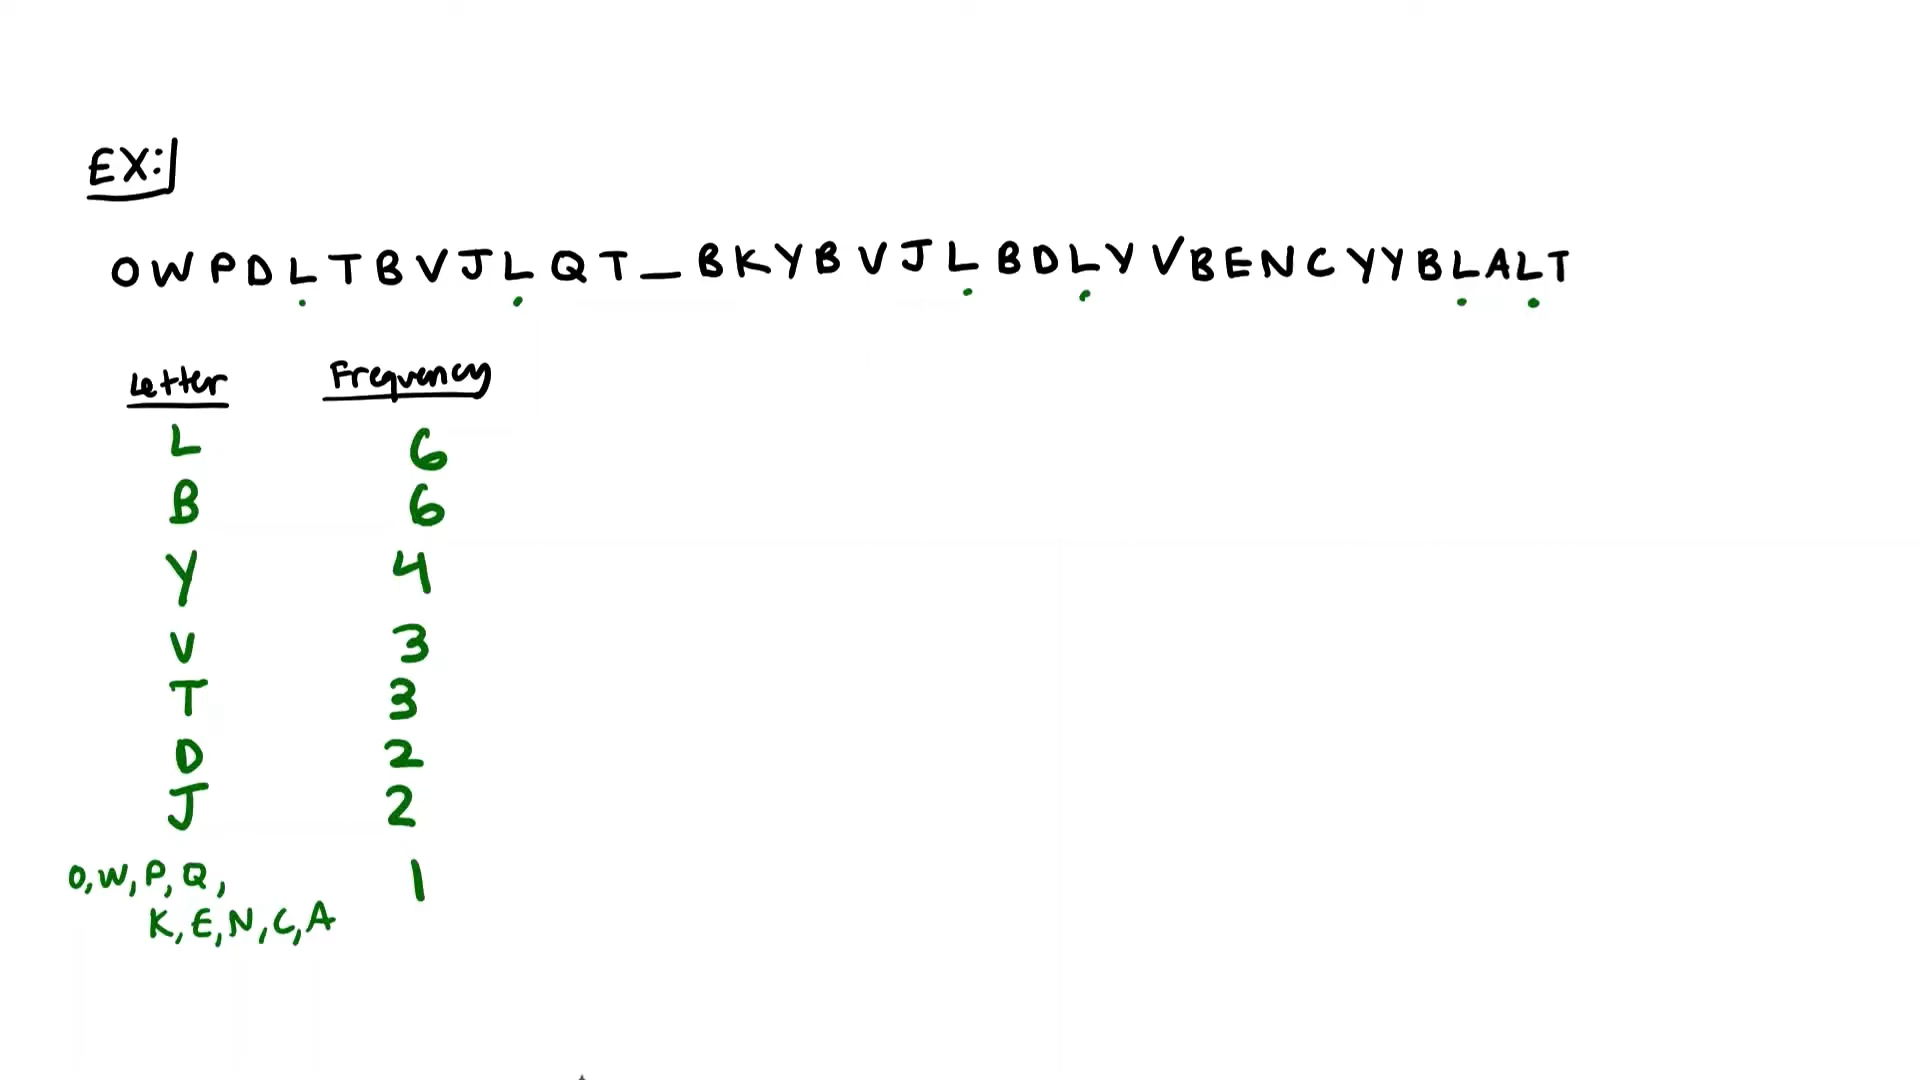 EX:
OWPDLTBVJLQT_BKYBVJLBDLYVBENCYYBLALT
Letter Frequency
L 6
B 6
Y 4
V 3
T 3
D 2
J 2
O,W,P,Q, 1
K,E,N,C,A